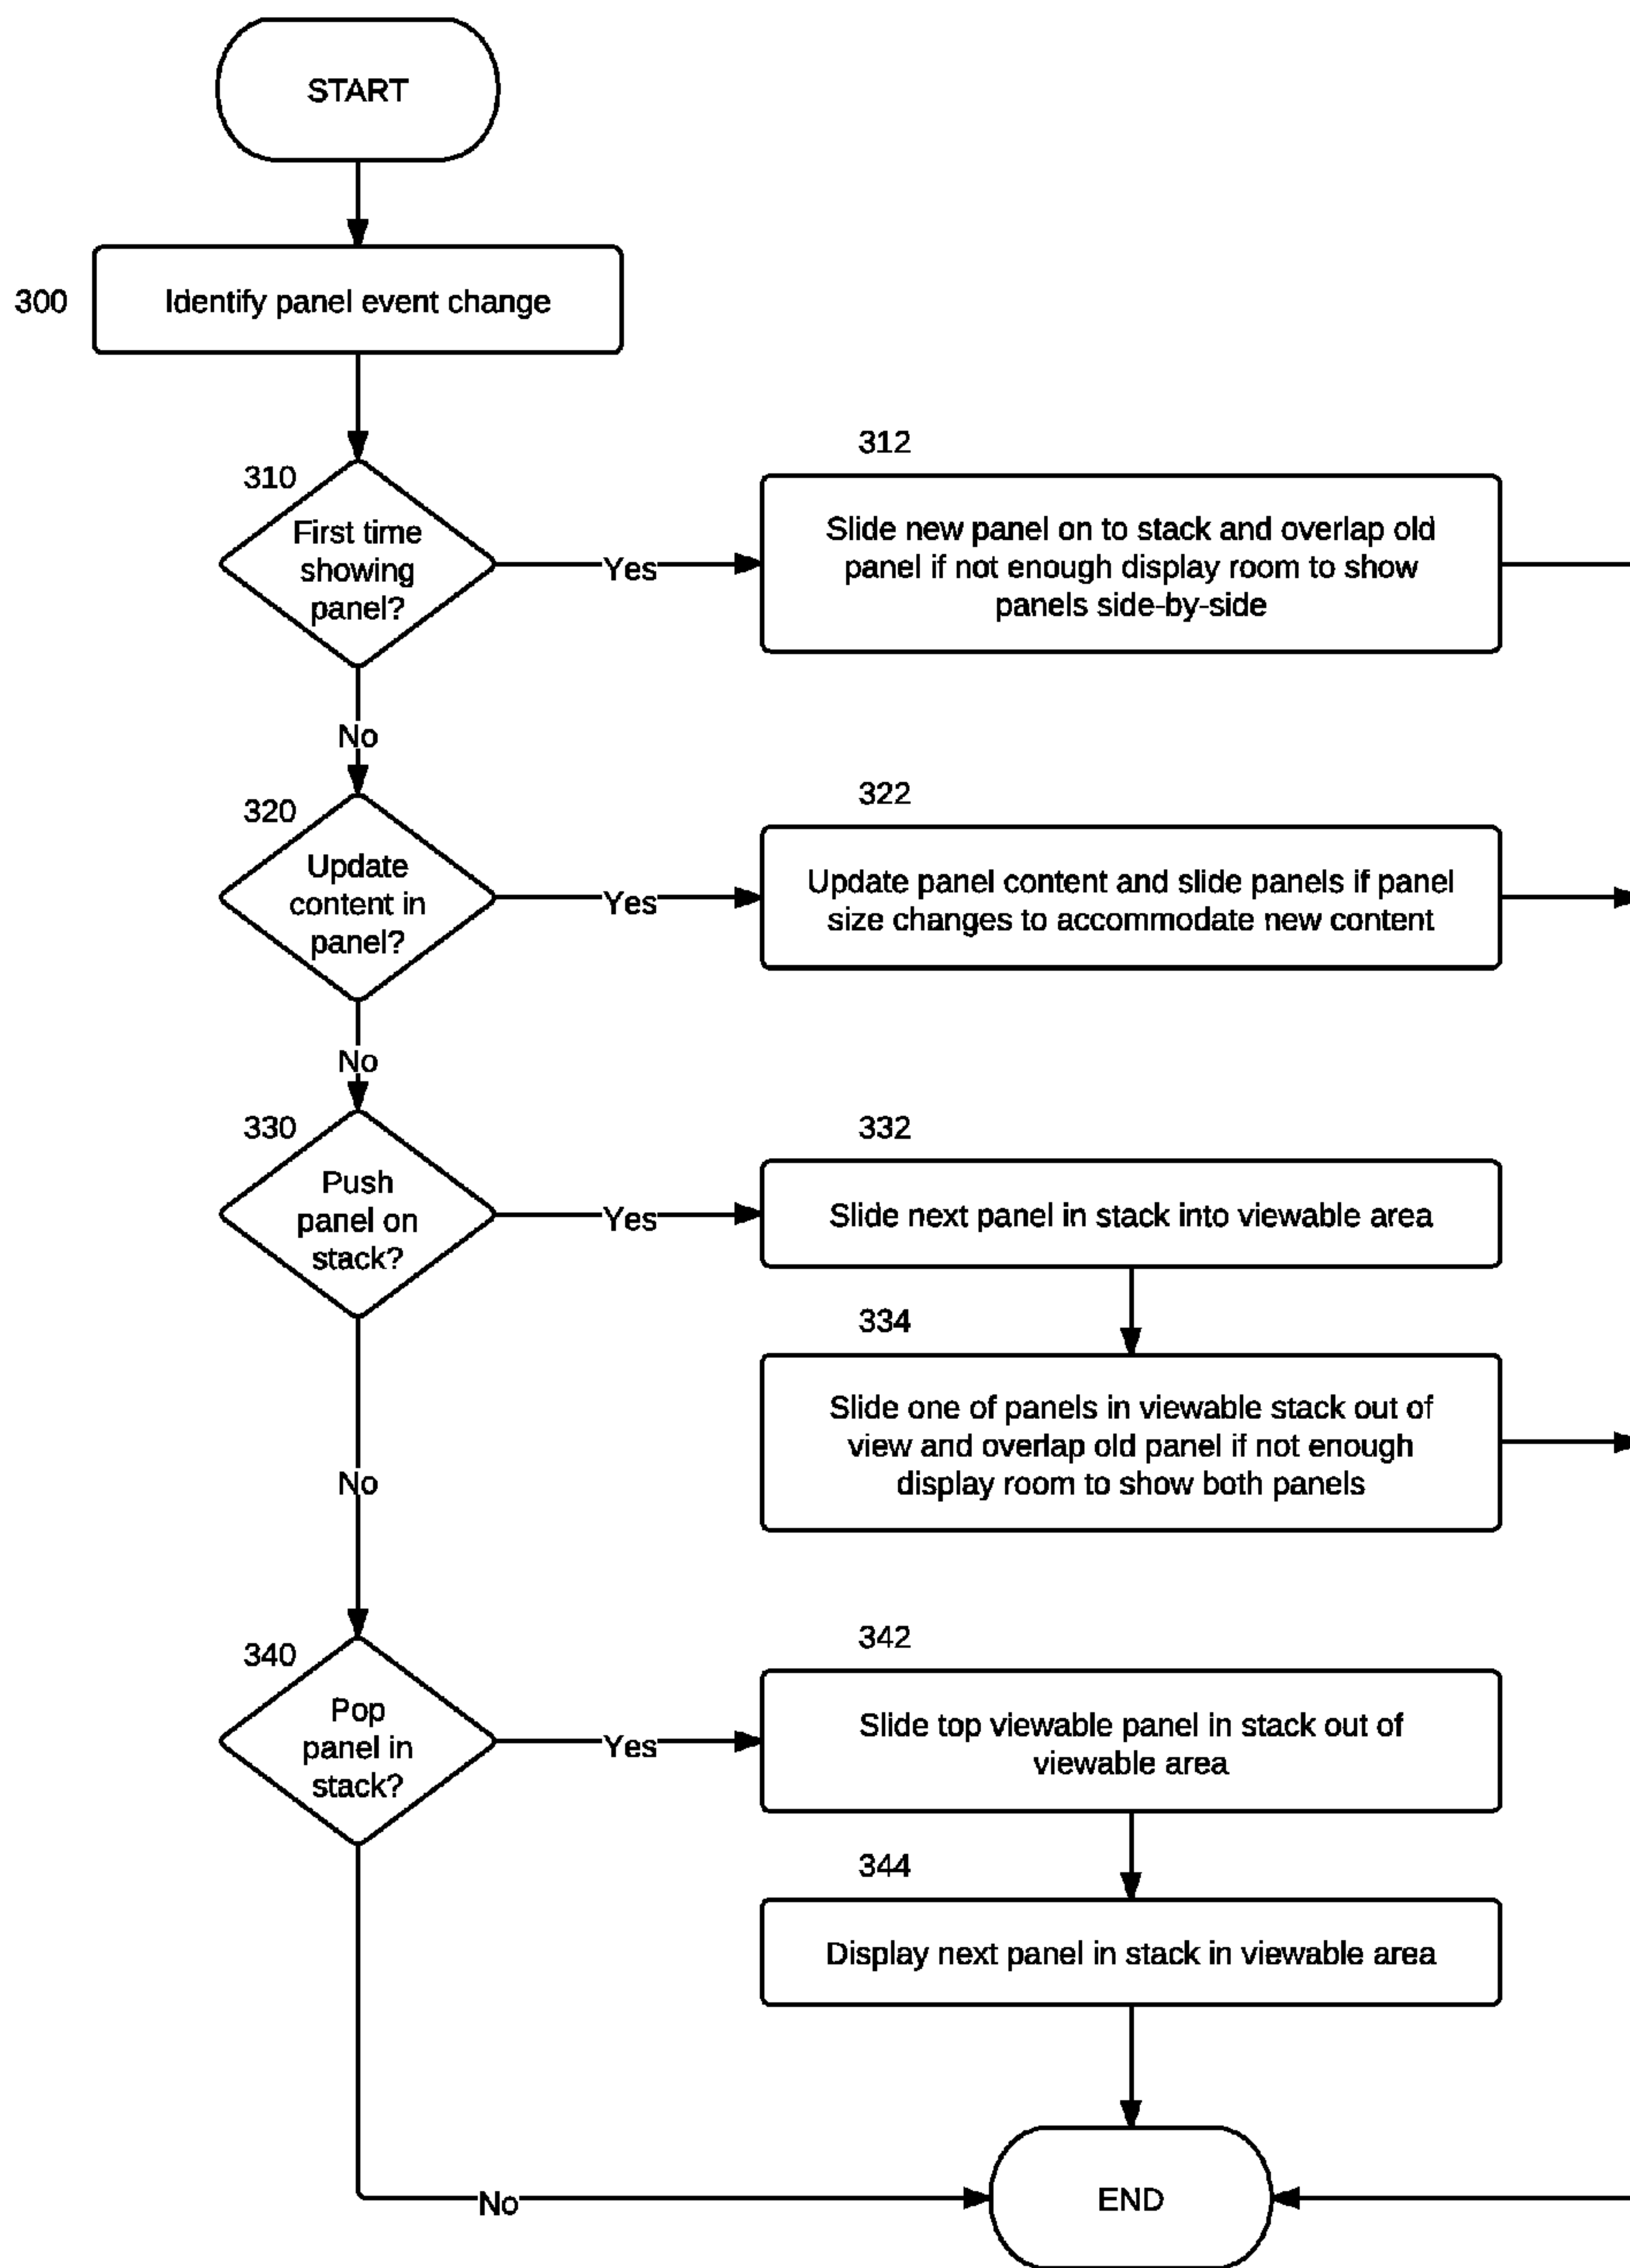 START
300
Identify panel event change
310
First time
showing
panel?
Yes
312
Slide new panel on to stack and overlap old
panel if not enough display room to show
panels side-by-side
No
320
Update
content in
panel?
Yes
322
Update panel content and slide panels if panel
size changes to accommodate new content
No
330
Push
panel on
stack?
Yes
332
Slide next panel in stack into viewable area
334
Slide one of panels in viewable stack out of
view and overlap old panel if not enough
display room to show both panels
No
340
Pop
panel in
stack?
Yes
342
Slide top viewable panel in stack out of
viewable area
344
Display next panel in stack in viewable area
No
END